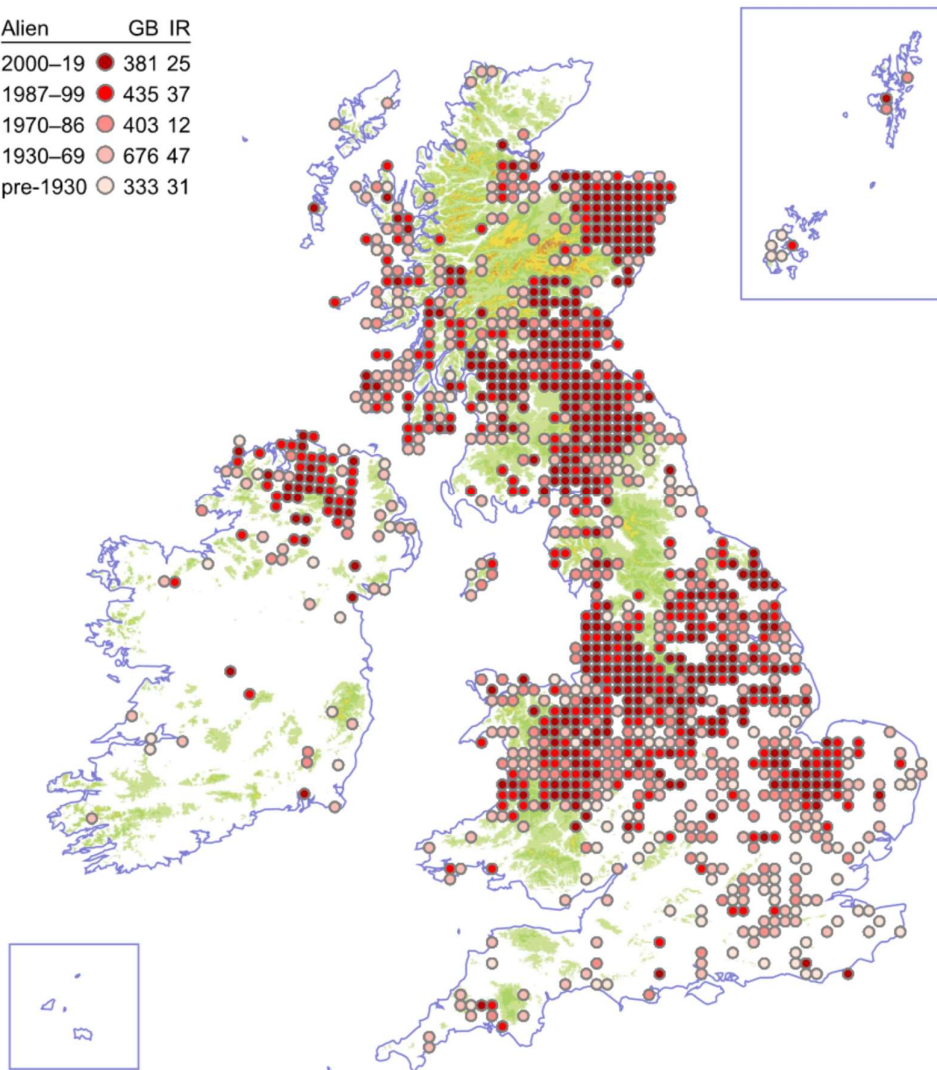 Alien GB IR
2000–19 381 25
1987–99 435 37
1970–86 403 12
1930–69 676 47
pre-1930 333 31